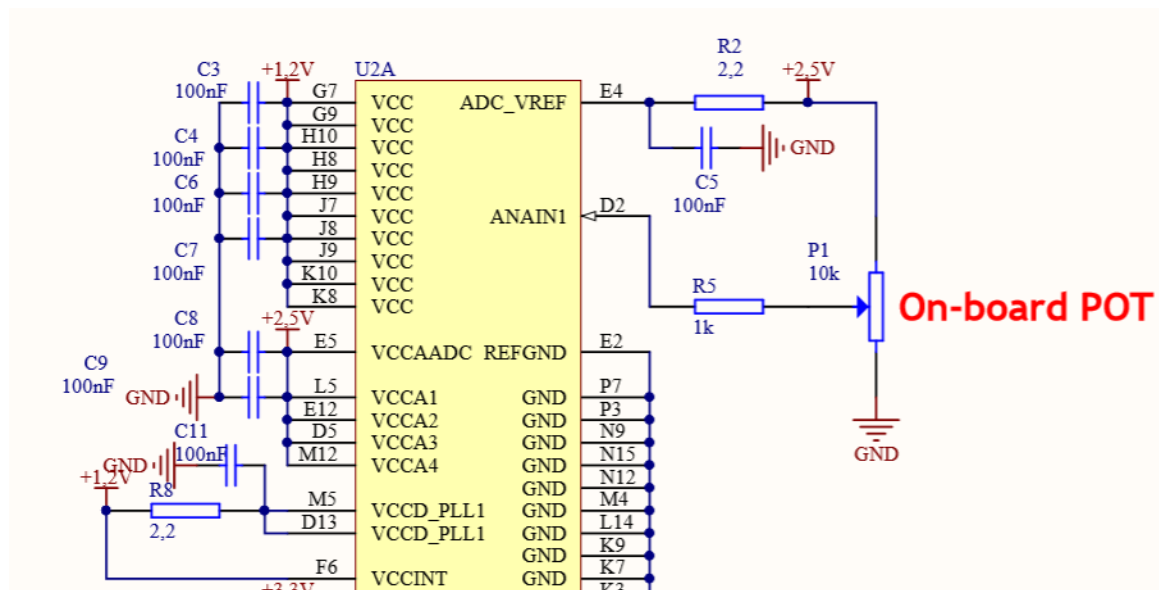 R2
2,2
C3
100nF
+1,2V
U2A
+2,5V
G7
VCC
ADC_VREF
E4
G9
VCC
C4
100nF
H10
VCC
GND
H8
VCC
C6
100nF
H9
VCC
C5
100nF
J7
VCC
ANAIN1
D2
J8
VCC
C7
100nF
J9
VCC
P1
10k
K10
VCC
R5
1k
K8
VCC
On-board POT
C8
100nF
+2,5V
E5
VCCAADC
REFGND
E2
C9
100nF
GND
L5
VCCA1
GND
P7
E12
VCCA2
GND
P3
C11
100nF
D5
VCCA3
GND
N9
GND
M12
VCCA4
GND
N15
GND
+1,2V
GND
N12
R8
2,2
M5
VCCD_PLL1
GND
M4
D13
VCCD_PLL1
GND
L14
GND
K9
F6
VCCINT
GND
K7
+3,3V
K3